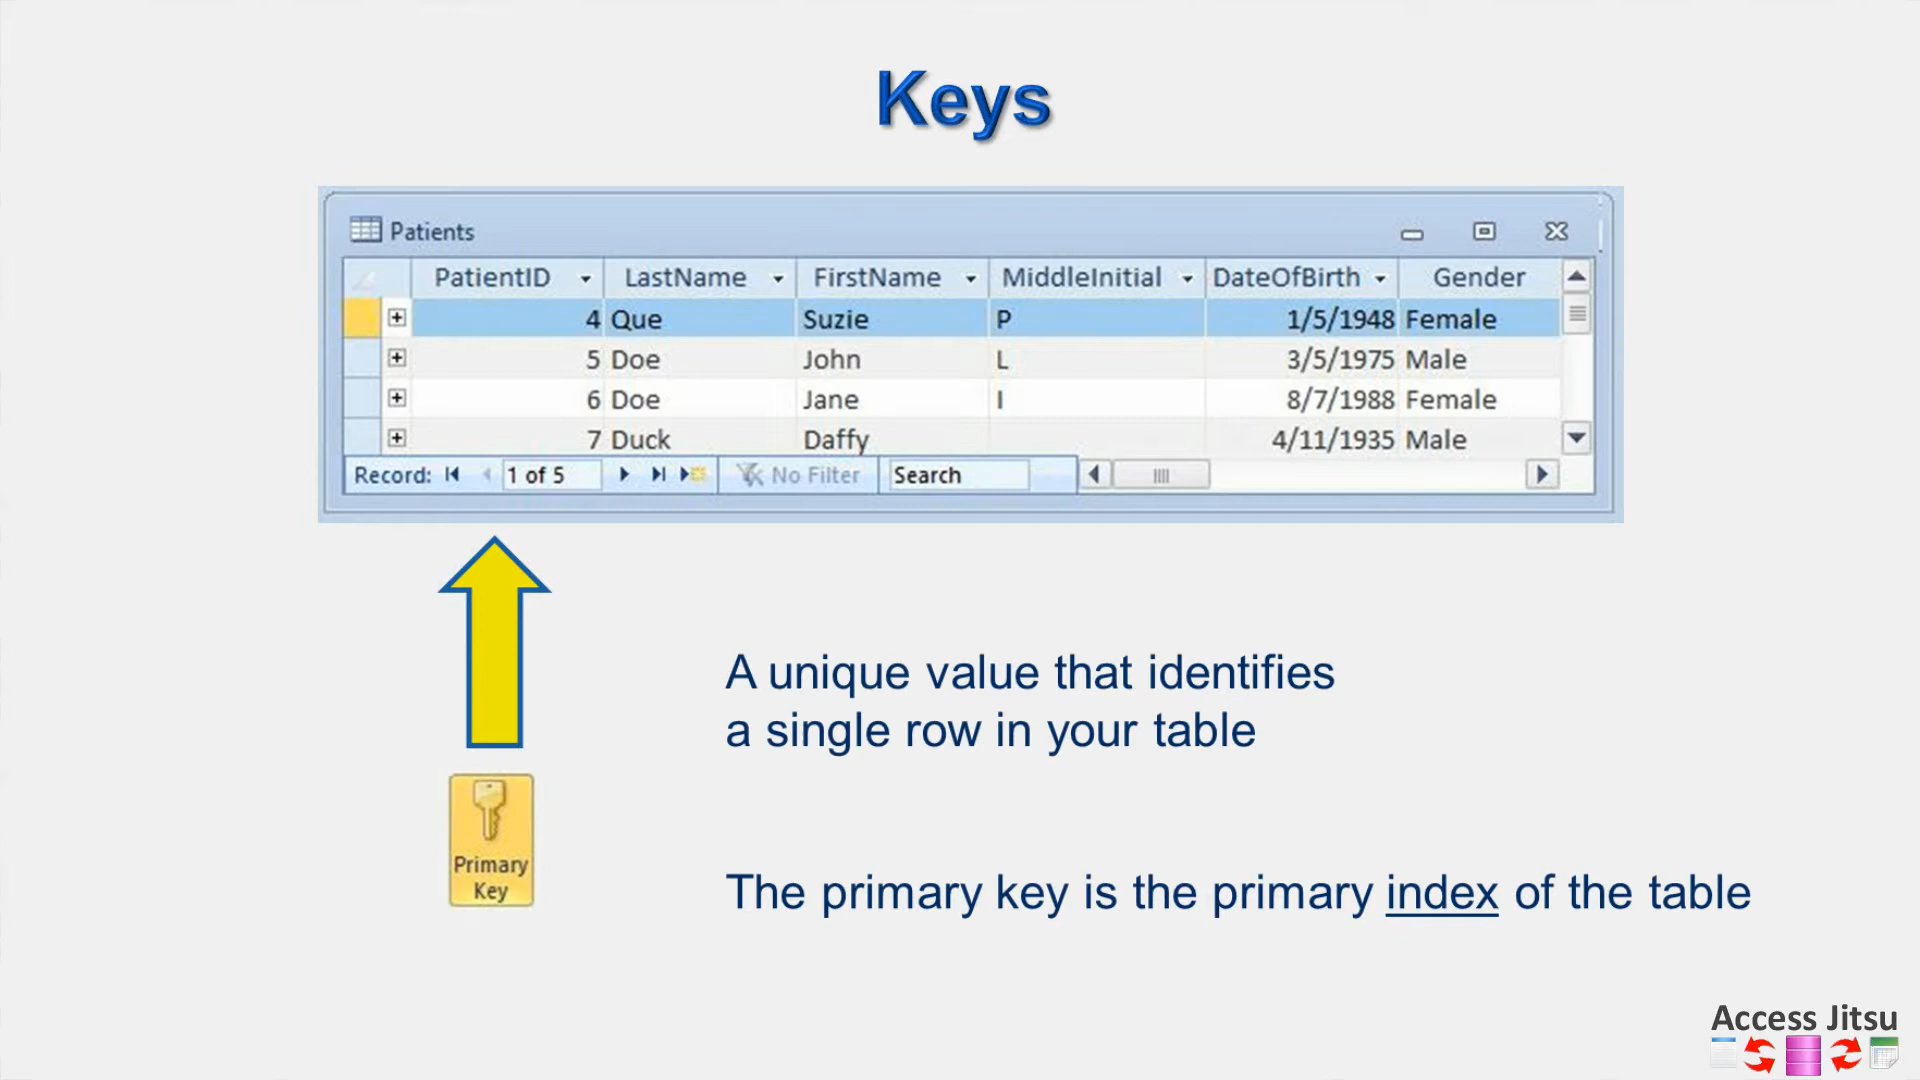 Keys
Patients
PatientID LastName FirstName MiddleInitial DateOfBirth Gender
4 Que Suzie P 1/5/1948 Female
5 Doe John L 3/5/1975 Male
6 Doe Jane I 8/7/1988 Female
7 Duck Daffy 4/11/1935 Male
Record: 1 of 5 No Filter Search
A unique value that identifies
a single row in your table
Primary
Key
The primary key is the primary index of the table
Access Jitsu